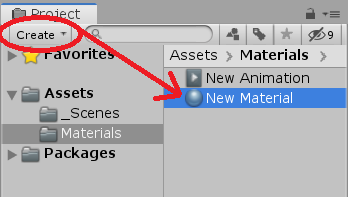 Project
Create
9
Favorites
Assets > Materials >
New Animation
New Material
Assets
_Scenes
Materials
Packages